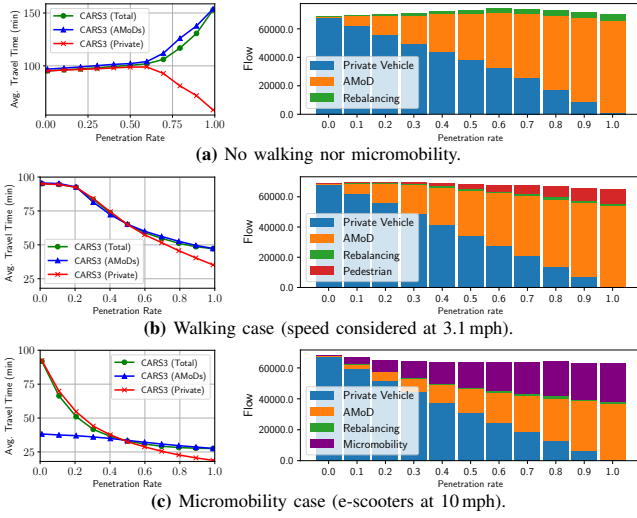 Avg. Travel Time (min)
150
100
CARS3 (Total)
CARS3 (AMoDs)
CARS3 (Private)
0.00 0.25 0.50 0.75 1.00
Penetration Rate
Flow
60000.0
40000.0
20000.0
0.0
Private Vehicle
AMoD
Rebalancing
0.0 0.1 0.2 0.3 0.4 0.5 0.6 0.7 0.8 0.9 1.0
Penetration rate
(a) No walking nor micromobility.
Avg. Travel Time (min)
100
75
50
25
CARS3 (Total)
CARS3 (AMoDs)
CARS3 (Private)
0.0 0.2 0.4 0.6 0.8 1.0
Penetration Rate
Flow
60000.0
40000.0
20000.0
0.0
Private Vehicle
AMoD
Rebalancing
Pedestrian
0.0 0.1 0.2 0.3 0.4 0.5 0.6 0.7 0.8 0.9 1.0
Penetration rate
(b) Walking case (speed considered at 3.1 mph).
Avg. Travel Time (min)
100
75
50
25
CARS3 (Total)
CARS3 (AMoDs)
CARS3 (Private)
0.0 0.2 0.4 0.6 0.8 1.0
Penetration Rate
Flow
60000.0
40000.0
20000.0
0.0
Private Vehicle
AMoD
Rebalancing
Micromobility
0.0 0.1 0.2 0.3 0.4 0.5 0.6 0.7 0.8 0.9 1.0
Penetration rate
(c) Micromobility case (e-scooters at 10 mph).